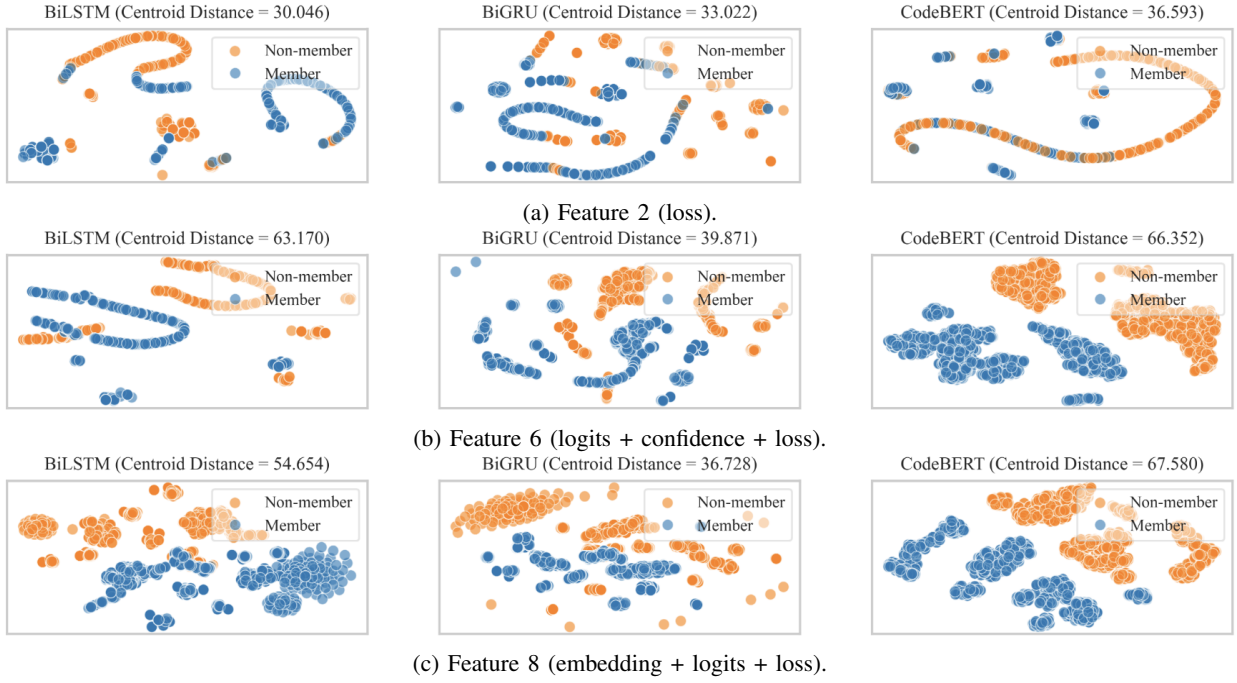 BiLSTM (Centroid Distance = 30.046)
BiGRU (Centroid Distance = 33.022)
CodeBERT (Centroid Distance = 36.593)
Non-member
Member
Non-member
Member
Non-member
Member
(a) Feature 2 (loss).
BiLSTM (Centroid Distance = 63.170)
BiGRU (Centroid Distance = 39.871)
CodeBERT (Centroid Distance = 66.352)
Non-member
Member
Non-member
Member
Non-member
Member
(b) Feature 6 (logits + confidence + loss).
BiLSTM (Centroid Distance = 54.654)
BiGRU (Centroid Distance = 36.728)
CodeBERT (Centroid Distance = 67.580)
Non-member
Member
Non-member
Member
Non-member
Member
(c) Feature 8 (embedding + logits + loss).